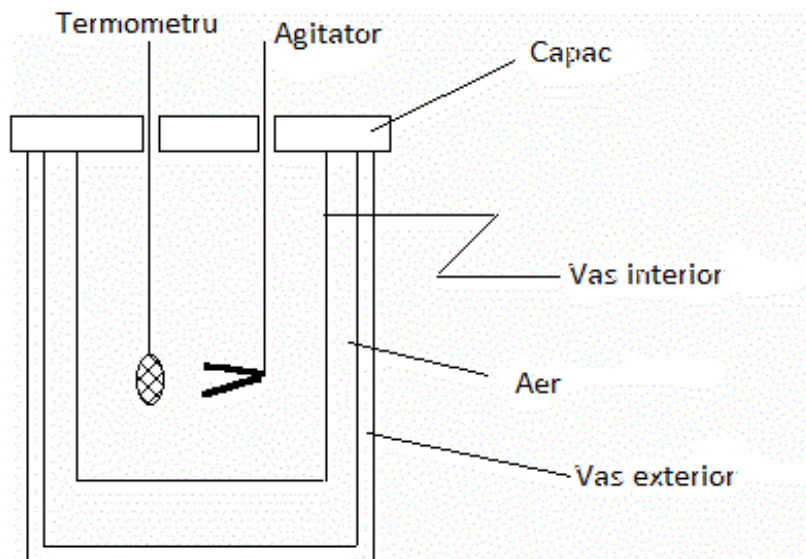 Termometru
Agitator
Capac
Vas interior
Aer
Vas exterior